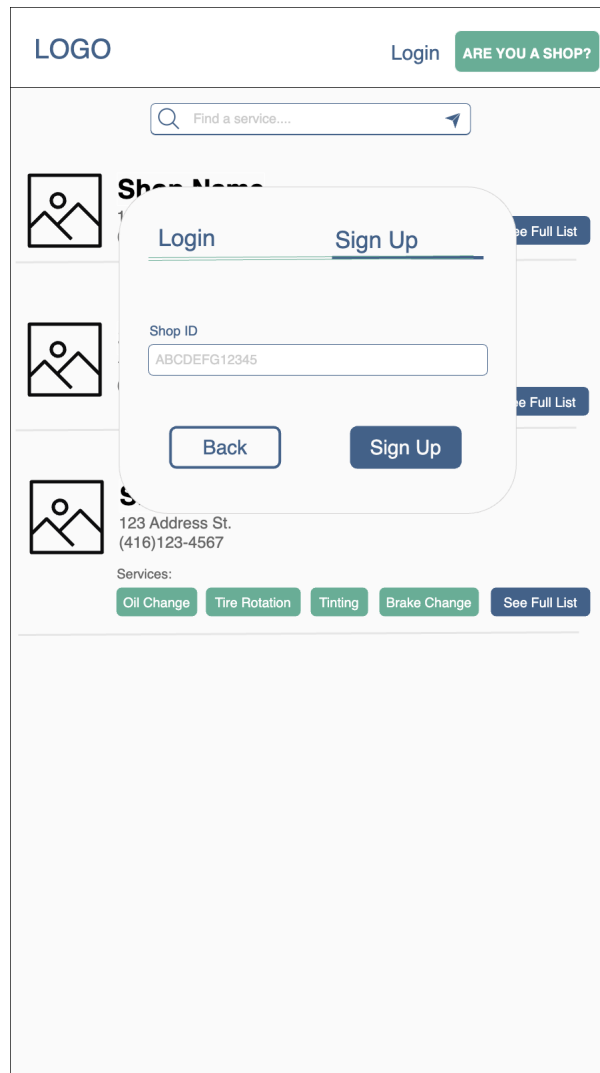 LOGO
Login
ARE YOU A SHOP?
Find a service....
Shop Name
See Full List
Login
Sign Up
Shop ID
ABCDEFG12345
See Full List
Back
Sign Up
123 Address St.
(416)123-4567
Services:
Oil Change
Tire Rotation
Tinting
Brake Change
See Full List